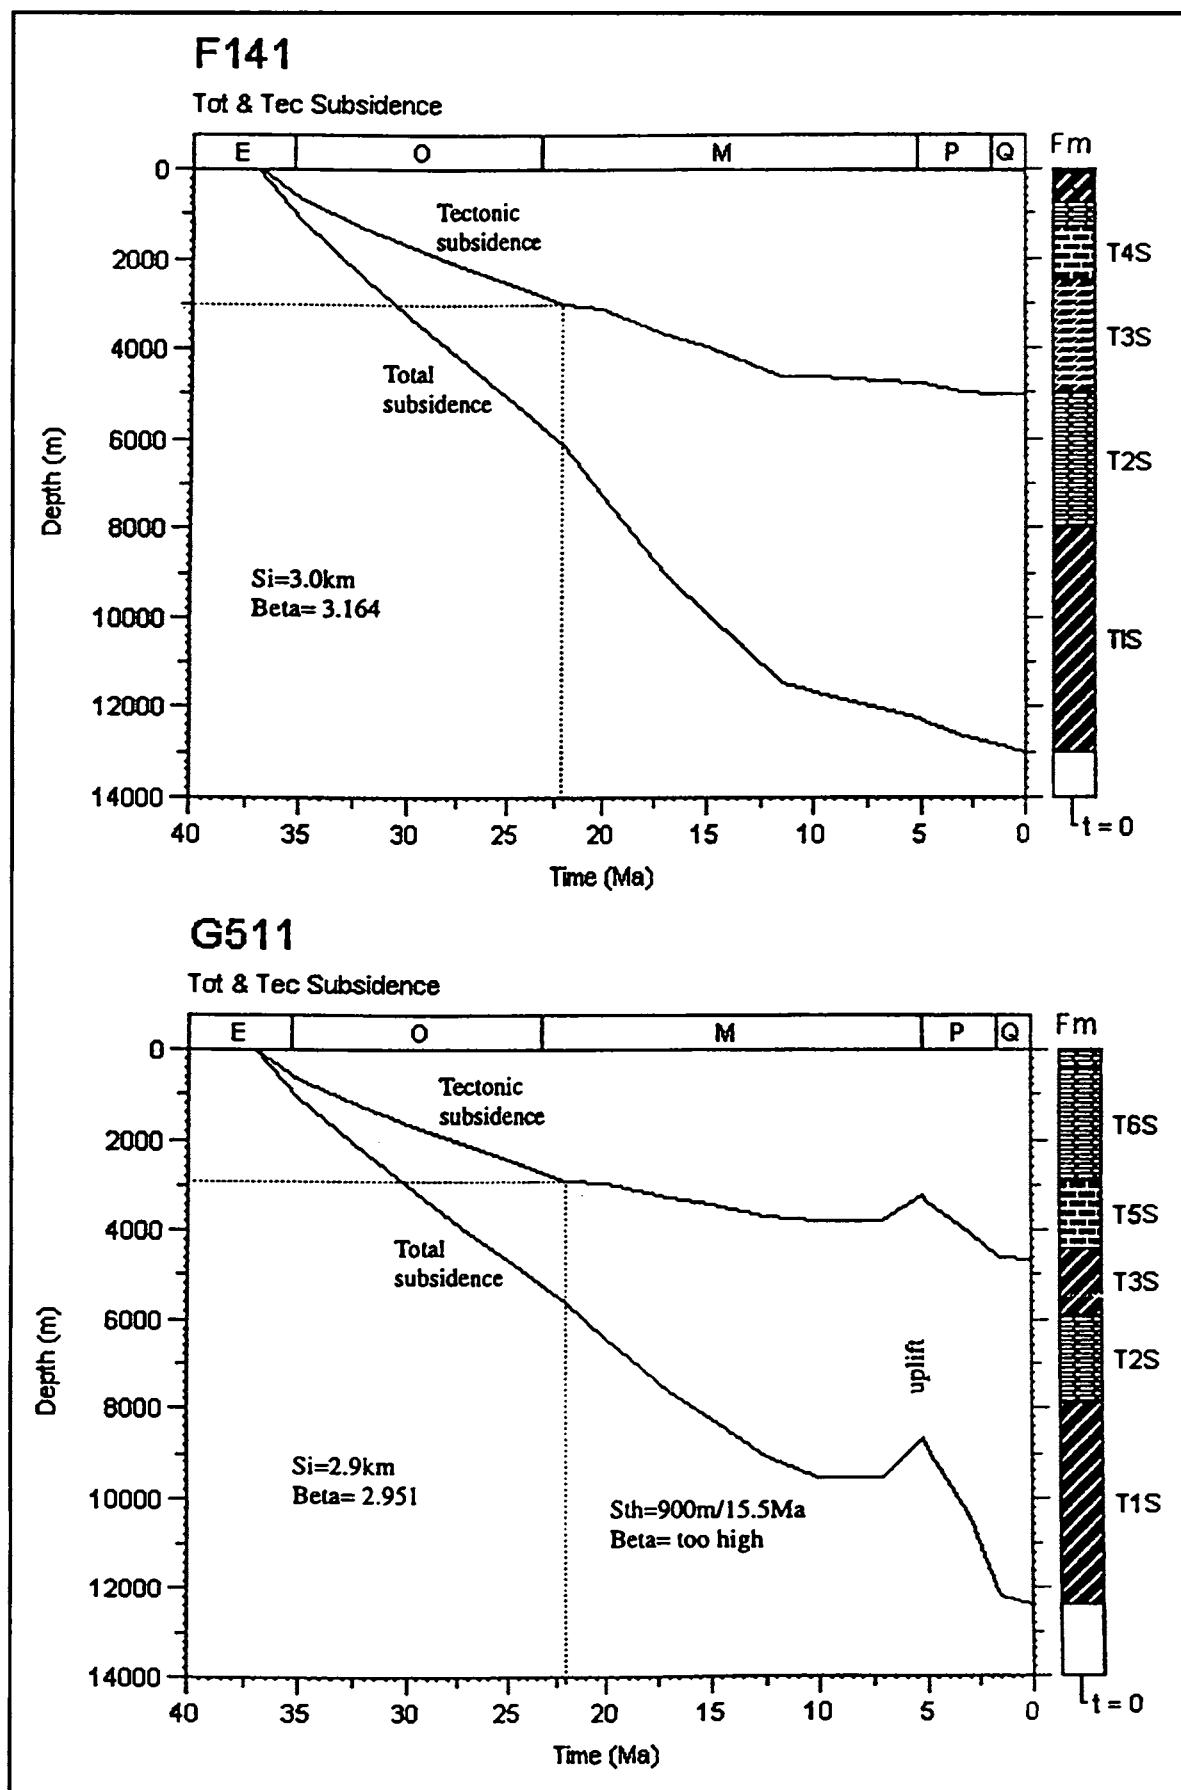 F141
Tot & Tec Subsidence
E O M P Q Fm
0
2000
4000
6000
8000
10000
12000
14000
Depth (m)
Tectonic
subsidence
Total
subsidence
Si=3.0km
Beta= 3.164
T4S
T3S
T2S
T1S
40 35 30 25 20 15 10 5 0
t = 0
Time (Ma)
G511
Tot & Tec Subsidence
E O M P Q Fm
0
2000
4000
6000
8000
10000
12000
14000
Depth (m)
Tectonic
subsidence
Total
subsidence
uplift
Si=2.9km
Beta= 2.951
Sth=900m/15.5Ma
Beta= too high
T6S
T5S
T3S
T2S
T1S
40 35 30 25 20 15 10 5 0
t = 0
Time (Ma)